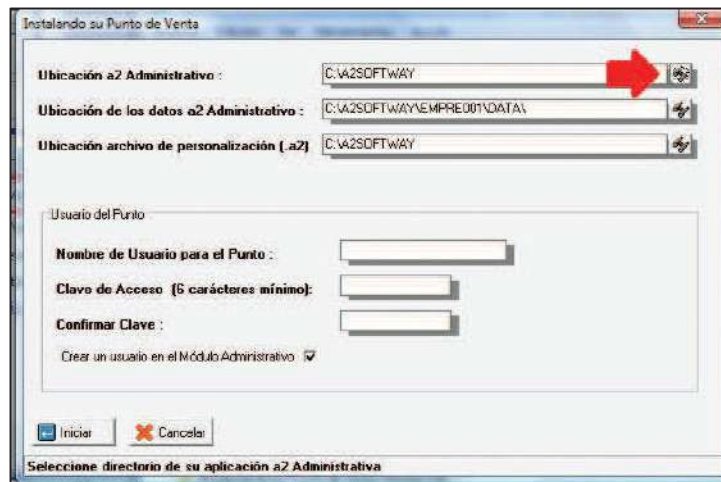 Instalando su Punto de Venta
Ubicación a2 Administrativo : C:\A2SOFTWAY
Ubicación de los datos a2 Administrativo : C:\A2SOFTWAY\EMPRE001\DATA\
Ubicación archivo de personalización (.a2) C:\A2SOFTWAY
Usuario del Punto
Nombre de Usuario para el Punto :
Clave de Acceso (6 carácteres mínimo):
Confirmar Clave :
Crear un usuario en el Módulo Administrativo
Iniciar Cancelar
Seleccione directorio de su aplicación a2 Administrativa